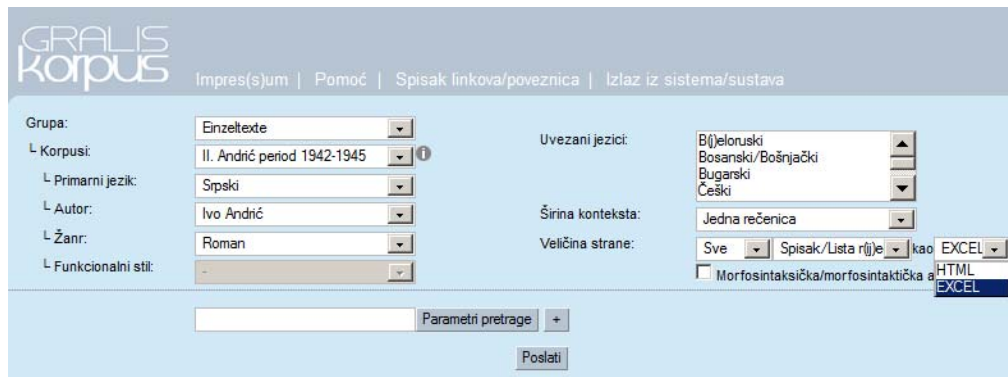 GRALIS
korpus
Impres(s)um | Pomoć | Spisak linkova/poveznica | Izlaz iz sistema/sustava
Grupa: Einzeltexte
└ Korpusi: II. Andrić period 1942-1945
└ Primarni jezik: Srpski
└ Autor: Ivo Andrić
└ Žanr: Roman
└ Funkcionalni stil: -
Uvezani jezici: B(j)eloruski
Bosanski/Bošnjački
Bugarski
Češki
Širina konteksta: Jedna rečenica
Veličina strane: Sve Spisak/Lista r(ij)e kao EXCEL
HTML
EXCEL
Morfosintaksička/morfosintaktička a
Parametri pretrage +
Poslati